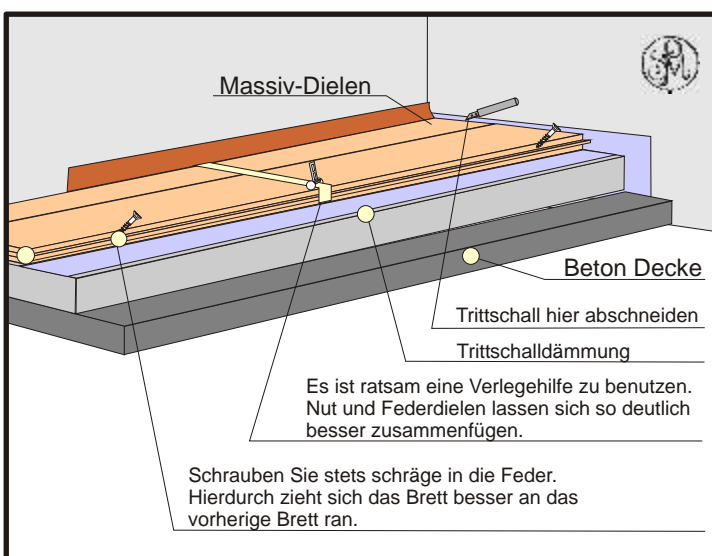 Massiv-Dielen
Beton Decke
Trittschall hier abschneiden
Trittschalldämmung
Es ist ratsam eine Verlegehilfe zu benutzen.
Nut und Federdielen lassen sich so deutlich
besser zusammenfügen.
Schrauben Sie stets schräge in die Feder.
Hierdurch zieht sich das Brett besser an das
vorherige Brett ran.